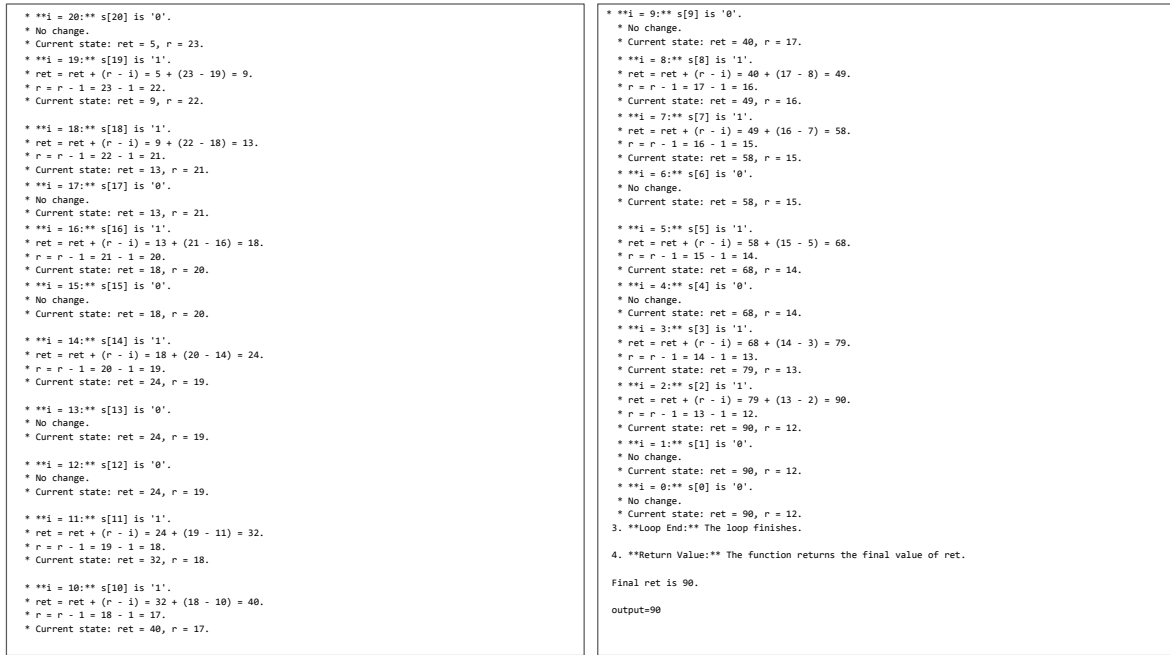 * **i = 20:** s[20] is '0'.
* No change.
* Current state: ret = 5, r = 23.
* **i = 19:** s[19] is '1'.
* ret = ret + (r - i) = 5 + (23 - 19) = 9.
* r = r - 1 = 23 - 1 = 22.
* Current state: ret = 9, r = 22.
* **i = 18:** s[18] is '1'.
* ret = ret + (r - i) = 9 + (22 - 18) = 13.
* r = r - 1 = 22 - 1 = 21.
* Current state: ret = 13, r = 21.
* **i = 17:** s[17] is '0'.
* No change.
* Current state: ret = 13, r = 21.
* **i = 16:** s[16] is '1'.
* ret = ret + (r - i) = 13 + (21 - 16) = 18.
* r = r - 1 = 21 - 1 = 20.
* Current state: ret = 18, r = 20.
* **i = 15:** s[15] is '0'.
* No change.
* Current state: ret = 18, r = 20.
* **i = 14:** s[14] is '1'.
* ret = ret + (r - i) = 18 + (20 - 14) = 24.
* r = r - 1 = 20 - 1 = 19.
* Current state: ret = 24, r = 19.
* **i = 13:** s[13] is '0'.
* No change.
* Current state: ret = 24, r = 19.
* **i = 12:** s[12] is '0'.
* No change.
* Current state: ret = 24, r = 19.
* **i = 11:** s[11] is '1'.
* ret = ret + (r - i) = 24 + (19 - 11) = 32.
* r = r - 1 = 19 - 1 = 18.
* Current state: ret = 32, r = 18.
* **i = 10:** s[10] is '1'.
* ret = ret + (r - i) = 32 + (18 - 10) = 40.
* r = r - 1 = 18 - 1 = 17.
* Current state: ret = 40, r = 17.
* **i = 9:** s[9] is '0'.
* No change.
* Current state: ret = 40, r = 17.
* **i = 8:** s[8] is '1'.
* ret = ret + (r - i) = 40 + (17 - 8) = 49.
* r = r - 1 = 17 - 1 = 16.
* Current state: ret = 49, r = 16.
* **i = 7:** s[7] is '1'.
* ret = ret + (r - i) = 49 + (16 - 7) = 58.
* r = r - 1 = 16 - 1 = 15.
* Current state: ret = 58, r = 15.
* **i = 6:** s[6] is '0'.
* No change.
* Current state: ret = 58, r = 15.
* **i = 5:** s[5] is '1'.
* ret = ret + (r - i) = 58 + (15 - 5) = 68.
* r = r - 1 = 15 - 1 = 14.
* Current state: ret = 68, r = 14.
* **i = 4:** s[4] is '0'.
* No change.
* Current state: ret = 68, r = 14.
* **i = 3:** s[3] is '1'.
* ret = ret + (r - i) = 68 + (14 - 3) = 79.
* r = r - 1 = 14 - 1 = 13.
* Current state: ret = 79, r = 13.
* **i = 2:** s[2] is '1'.
* ret = ret + (r - i) = 79 + (13 - 2) = 90.
* r = r - 1 = 13 - 1 = 12.
* Current state: ret = 90, r = 12.
* **i = 1:** s[1] is '0'.
* No change.
* Current state: ret = 90, r = 12.
* **i = 0:** s[0] is '0'.
* No change.
* Current state: ret = 90, r = 12.
3. **Loop End:** The loop finishes.
4. **Return Value:** The function returns the final value of ret.
Final ret is 90.
output=90